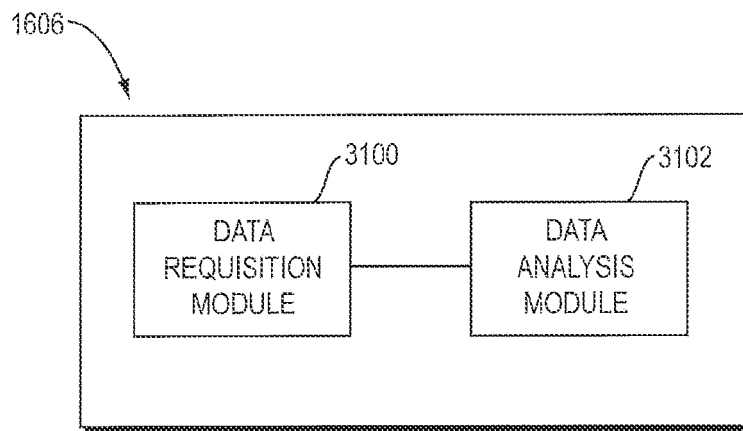 1606
3100
3102
DATA
REQUISITION
MODULE
DATA
ANALYSIS
MODULE